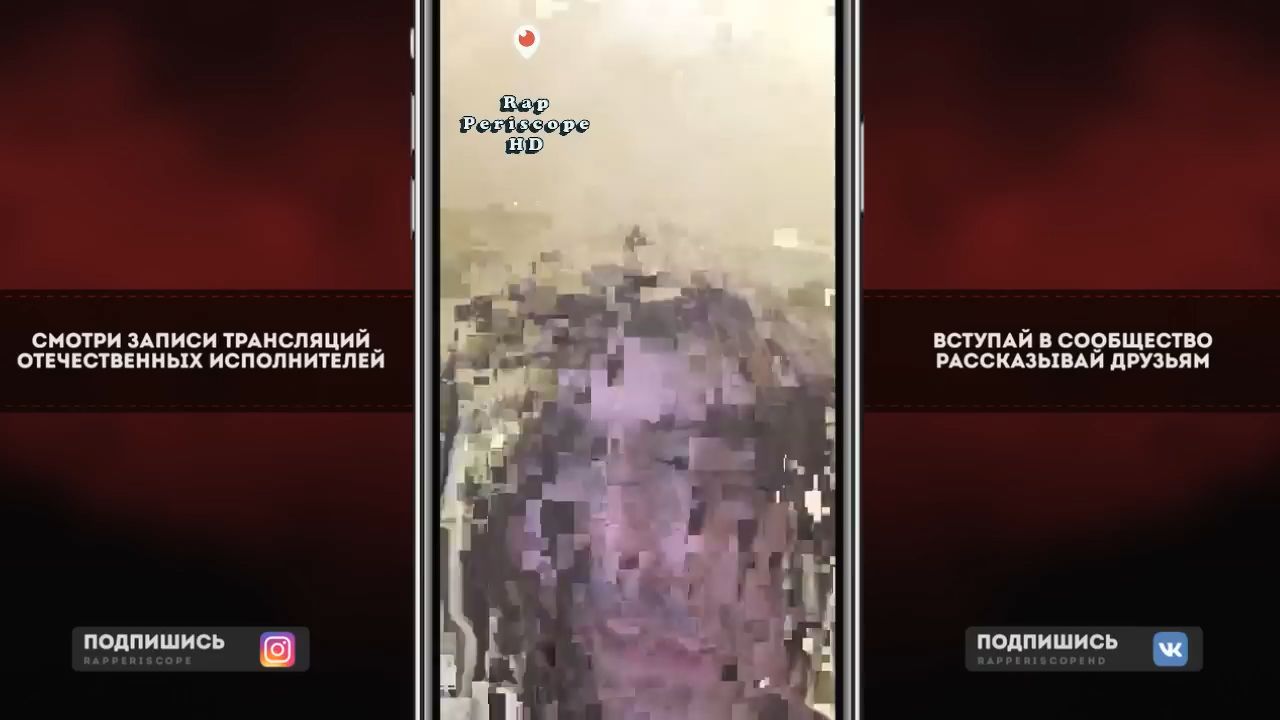 Rap
Periscope
HD
СМОТРИ ЗАПИСИ ТРАНСЛЯЦИЙ
ОТЕЧЕСТВЕННЫХ ИСПОЛНИТЕЛЕЙ
ВСТУПАЙ В СООБЩЕСТВО
РАССКАЗЫВАЙ ДРУЗЬЯМ
ПОДПИШИСЬ
RAPPERISCOPE
ПОДПИШИСЬ
RAPPERISCOPEHD